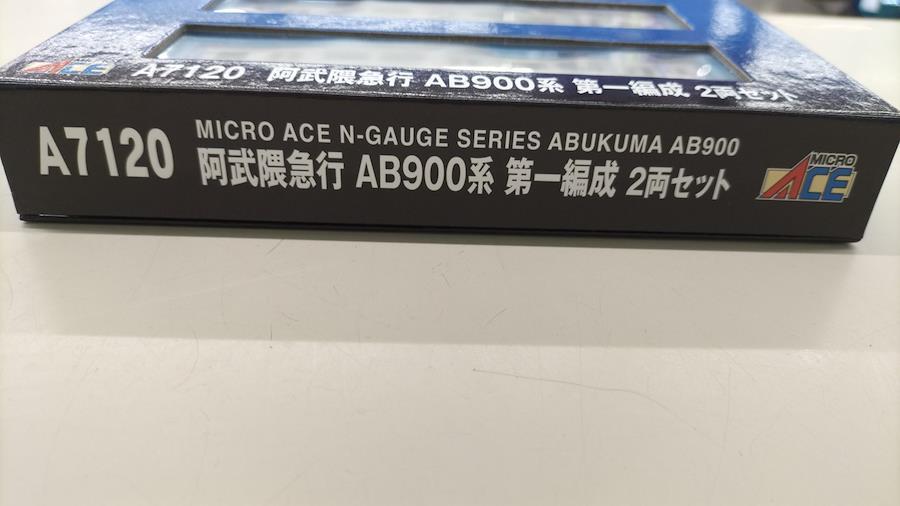 MICRO ACE A7120 阿武隈急行 AB900系 第一編成 2両セット
A7120
MICRO ACE N-GAUGE SERIES ABUKUMA AB900
阿武隈急行 AB900系 第一編成 2両セット
MICRO
ACE